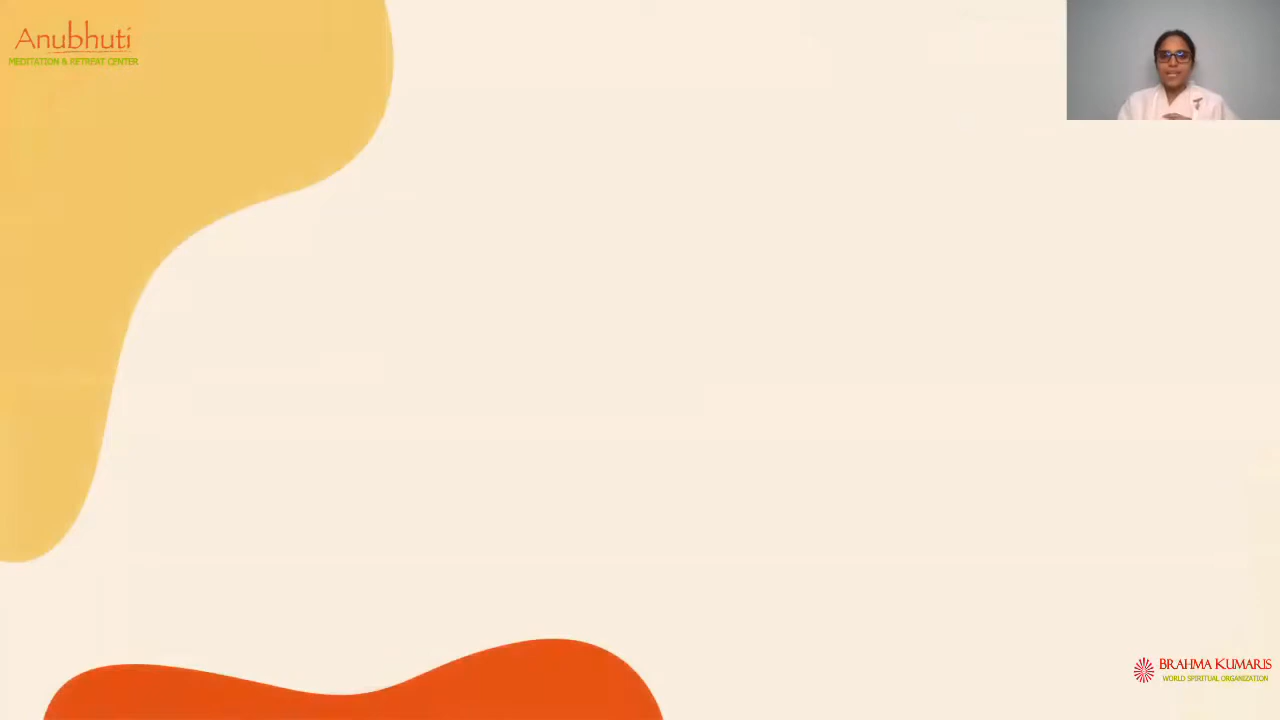 Anubhuti
MEDITATION & RETREAT CENTER
BRAHMA KUMARIS
WORLD SPIRITUAL ORGANIZATION